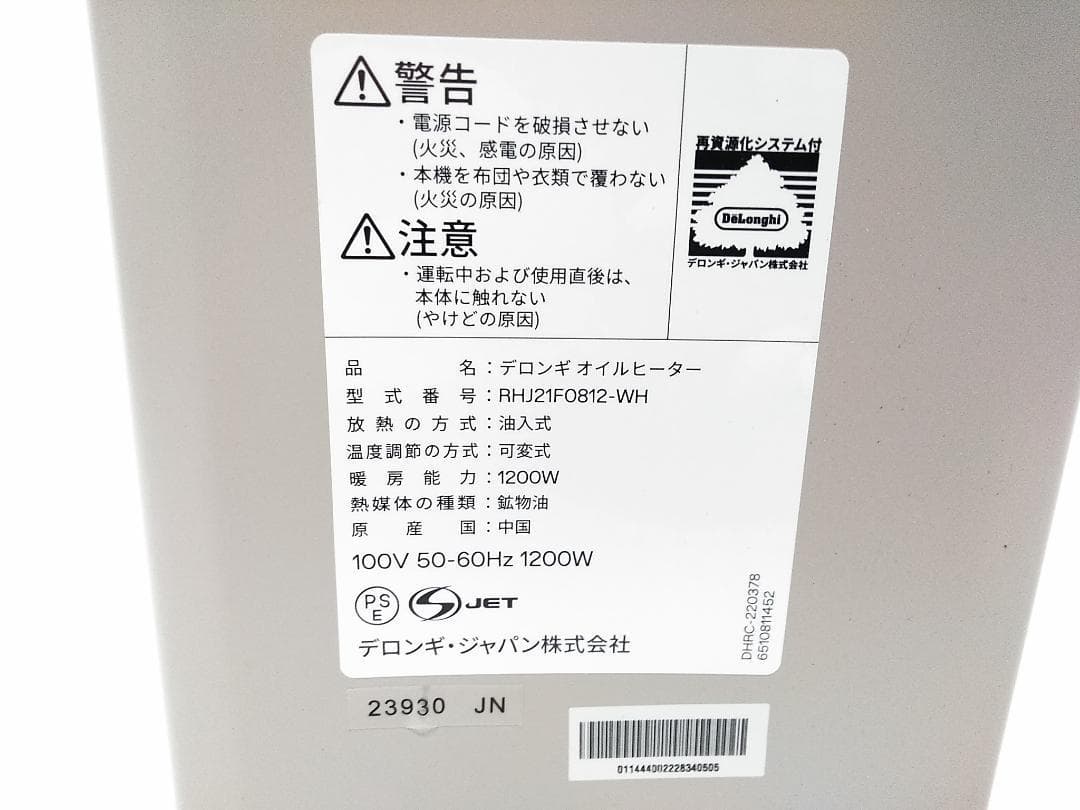 警告
・電源コードを破損させない
(火災、感電の原因)
・本機を布団や衣類で覆わない
(火災の原因)
注意
・運転中および使用直後は、
本体に触れない
(やけどの原因)
再資源化システム付
DeLonghi
デロンギ・ジャパン株式会社
品名：デロンギ オイルヒーター
型式番号：RHJ21F0812-WH
放熱の方式：油入式
温度調節の方式：可変式
暖房能力：1200W
熱媒体の種類：鉱物油
原産国：中国
100V 50-60Hz 1200W
PSE
JET
デロンギ・ジャパン株式会社
DHRC-220378
6510811452
23930 JN
011444002228340505